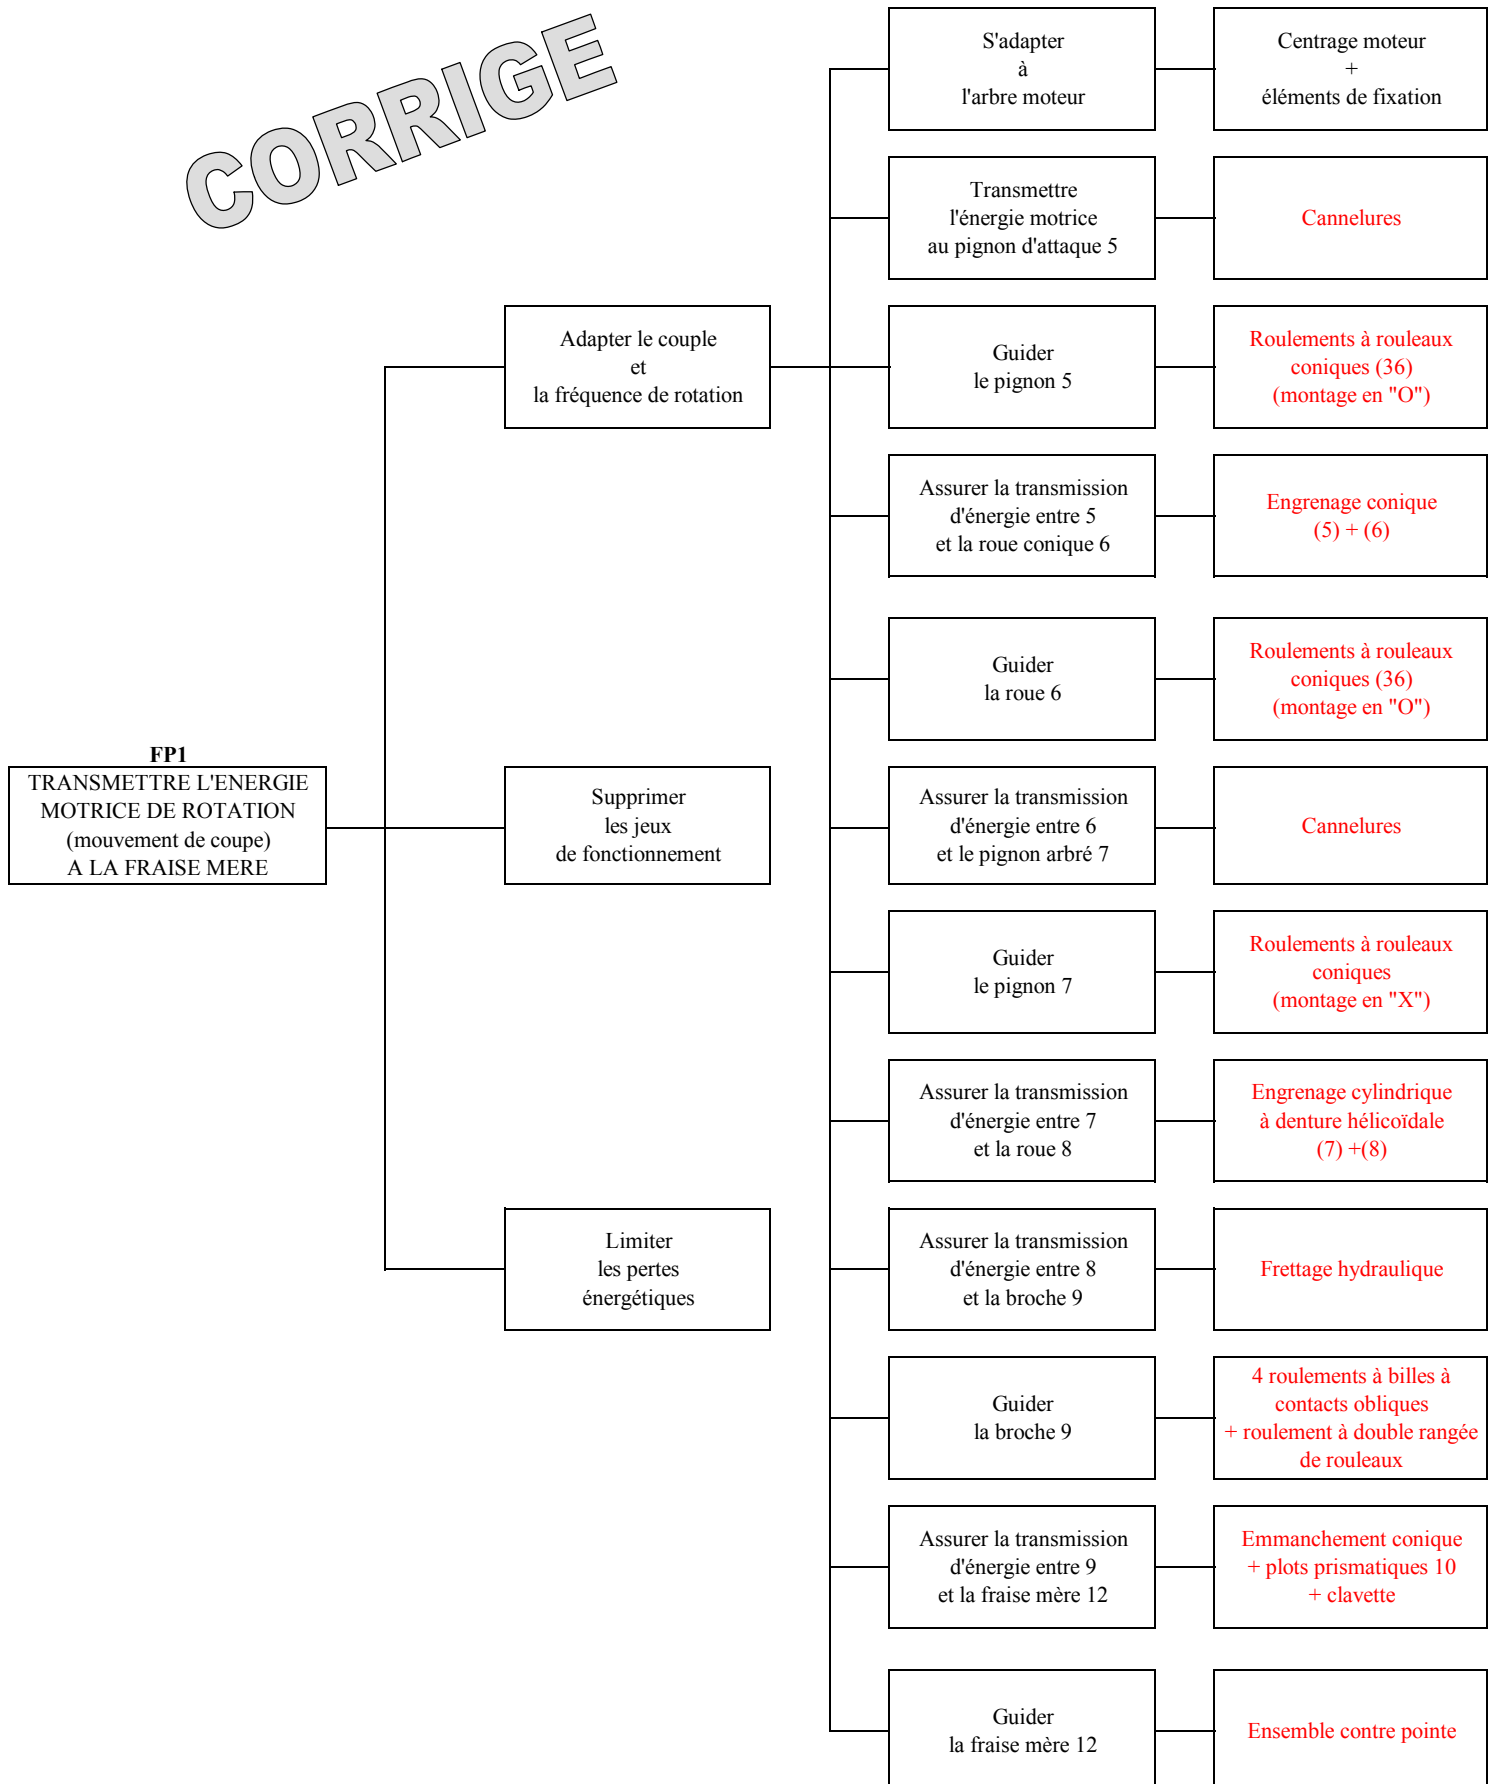 CORRIGE
S'adapter
à
l'arbre moteur
Centrage moteur
+
éléments de fixation
Transmettre
l'énergie motrice
au pignon d'attaque 5
Cannelures
Adapter le couple
et
la fréquence de rotation
Guider
le pignon 5
Roulements à rouleaux
coniques (36)
(montage en "O")
Assurer la transmission
d'énergie entre 5
et la roue conique 6
Engrenage conique
(5) + (6)
Guider
la roue 6
Roulements à rouleaux
coniques (36)
(montage en "O")
FP1
TRANSMETTRE L'ENERGIE
MOTRICE DE ROTATION
(mouvement de coupe)
A LA FRAISE MERE
Supprimer
les jeux
de fonctionnement
Assurer la transmission
d'énergie entre 6
et le pignon arbré 7
Cannelures
Guider
le pignon 7
Roulements à rouleaux
coniques
(montage en "X")
Assurer la transmission
d'énergie entre 7
et la roue 8
Engrenage cylindrique
à denture hélicoïdale
(7) +(8)
Limiter
les pertes
énergétiques
Assurer la transmission
d'énergie entre 8
et la broche 9
Frettage hydraulique
Guider
la broche 9
4 roulements à billes à
contacts obliques
+ roulement à double rangée
de rouleaux
Assurer la transmission
d'énergie entre 9
et la fraise mère 12
Emmanchement conique
+ plots prismatiques 10
+ clavette
Guider
la fraise mère 12
Ensemble contre pointe